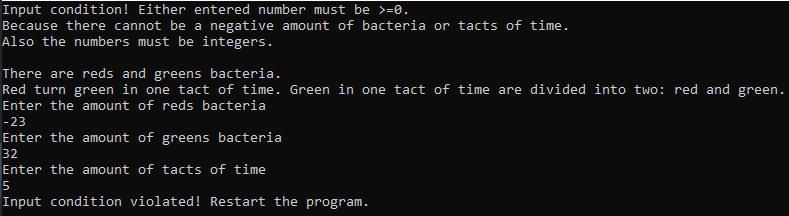 Input condition! Either entered number must be >=0.
Because there cannot be a negative amount of bacteria or tacts of time.
Also the numbers must be integers.
There are reds and greens bacteria.
Red turn green in one tact of time. Green in one tact of time are divided into two: red and green.
Enter the amount of reds bacteria
-23
Enter the amount of greens bacteria
32
Enter the amount of tacts of time
5
Input condition violated! Restart the program.